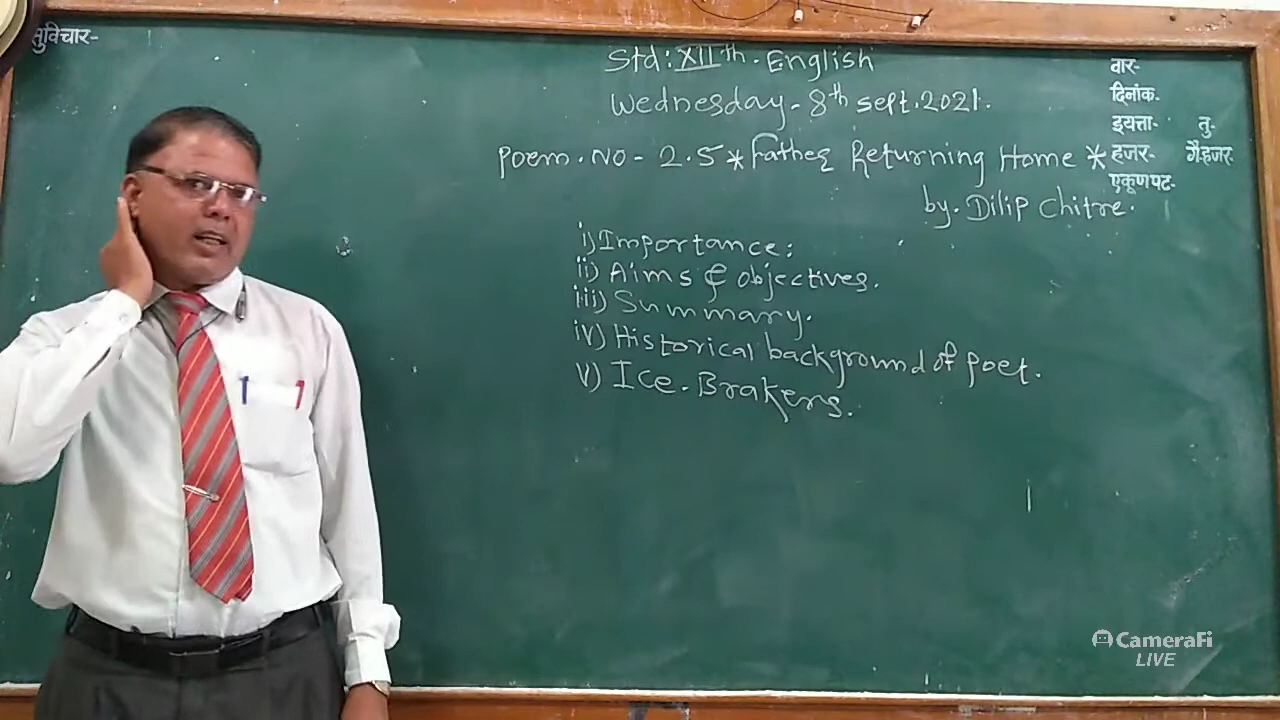 सुविचार-
Std: XIIth. English
Wednesday - 8th sept. 2021.
Poem. No - 2.5 * Father Returning Home *
by. Dilip Chitre.
i) Importance:
ii) Aims & objectives.
iii) Summary.
iv) Historical background of poet.
v) Ice. Brakers.
वार-
दिनांक-
इयत्ता- तु-
हजर- गै.हजर-
एकूणपट-
CameraFi
LIVE